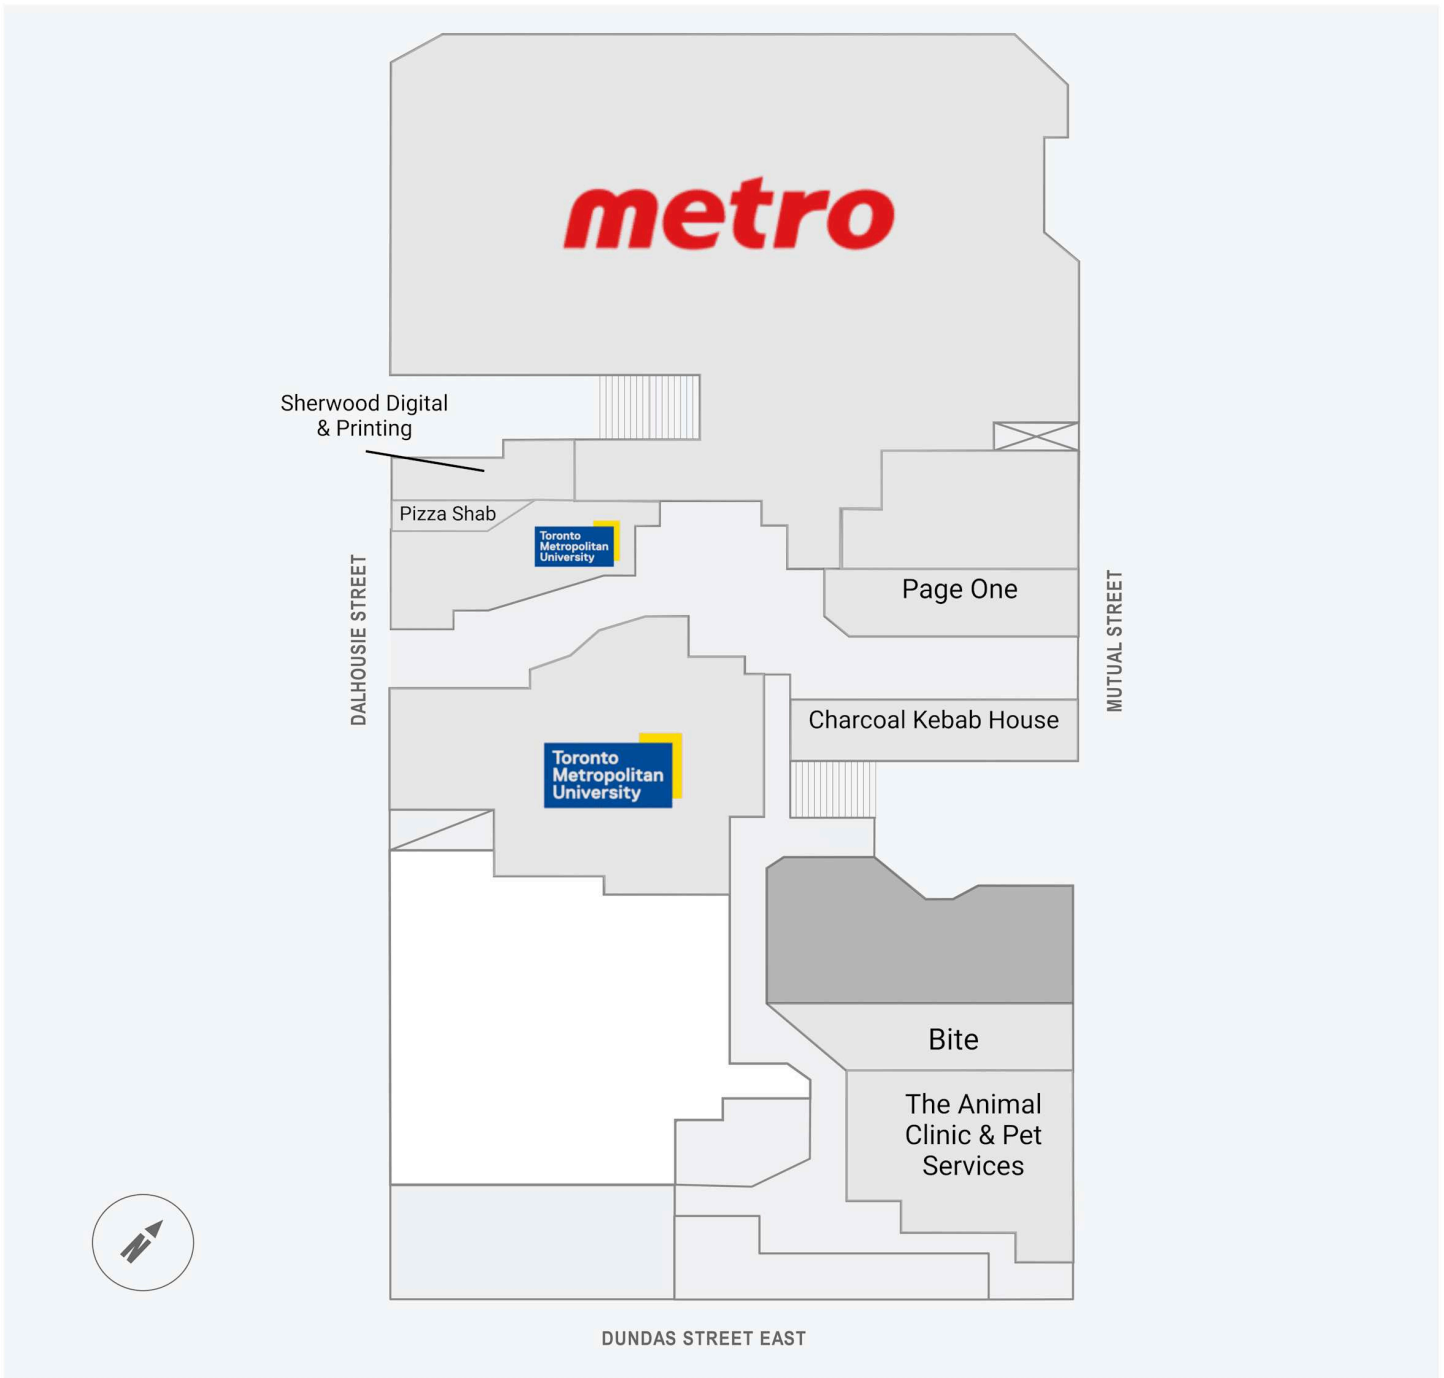 metro
Sherwood Digital
& Printing
Pizza Shab
Toronto
Metropolitan
University
Page One
DALHOUSIE STREET
MUTUAL STREET
Charcoal Kebab House
Toronto
Metropolitan
University
Bite
The Animal
Clinic & Pet
Services
N
DUNDAS STREET EAST